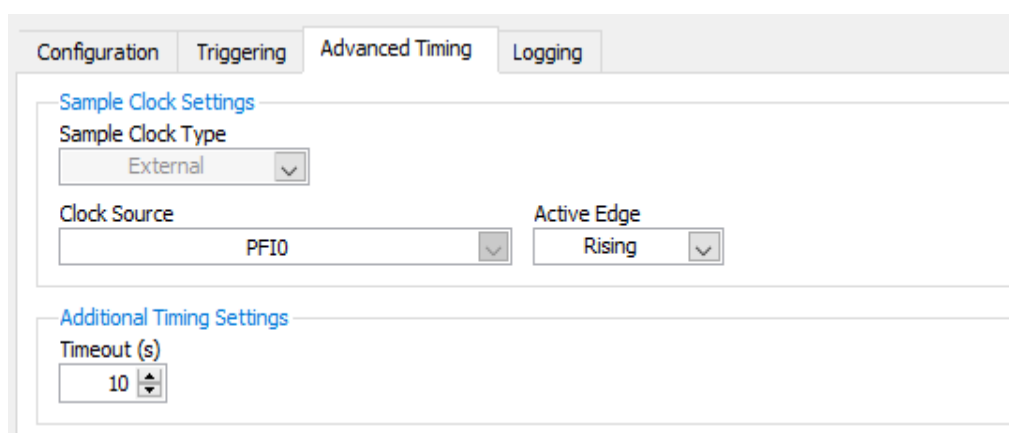 Configuration Triggering Advanced Timing Logging
Sample Clock Settings
Sample Clock Type
External
Clock Source Active Edge
PFI0 Rising
Additional Timing Settings
Timeout (s)
10